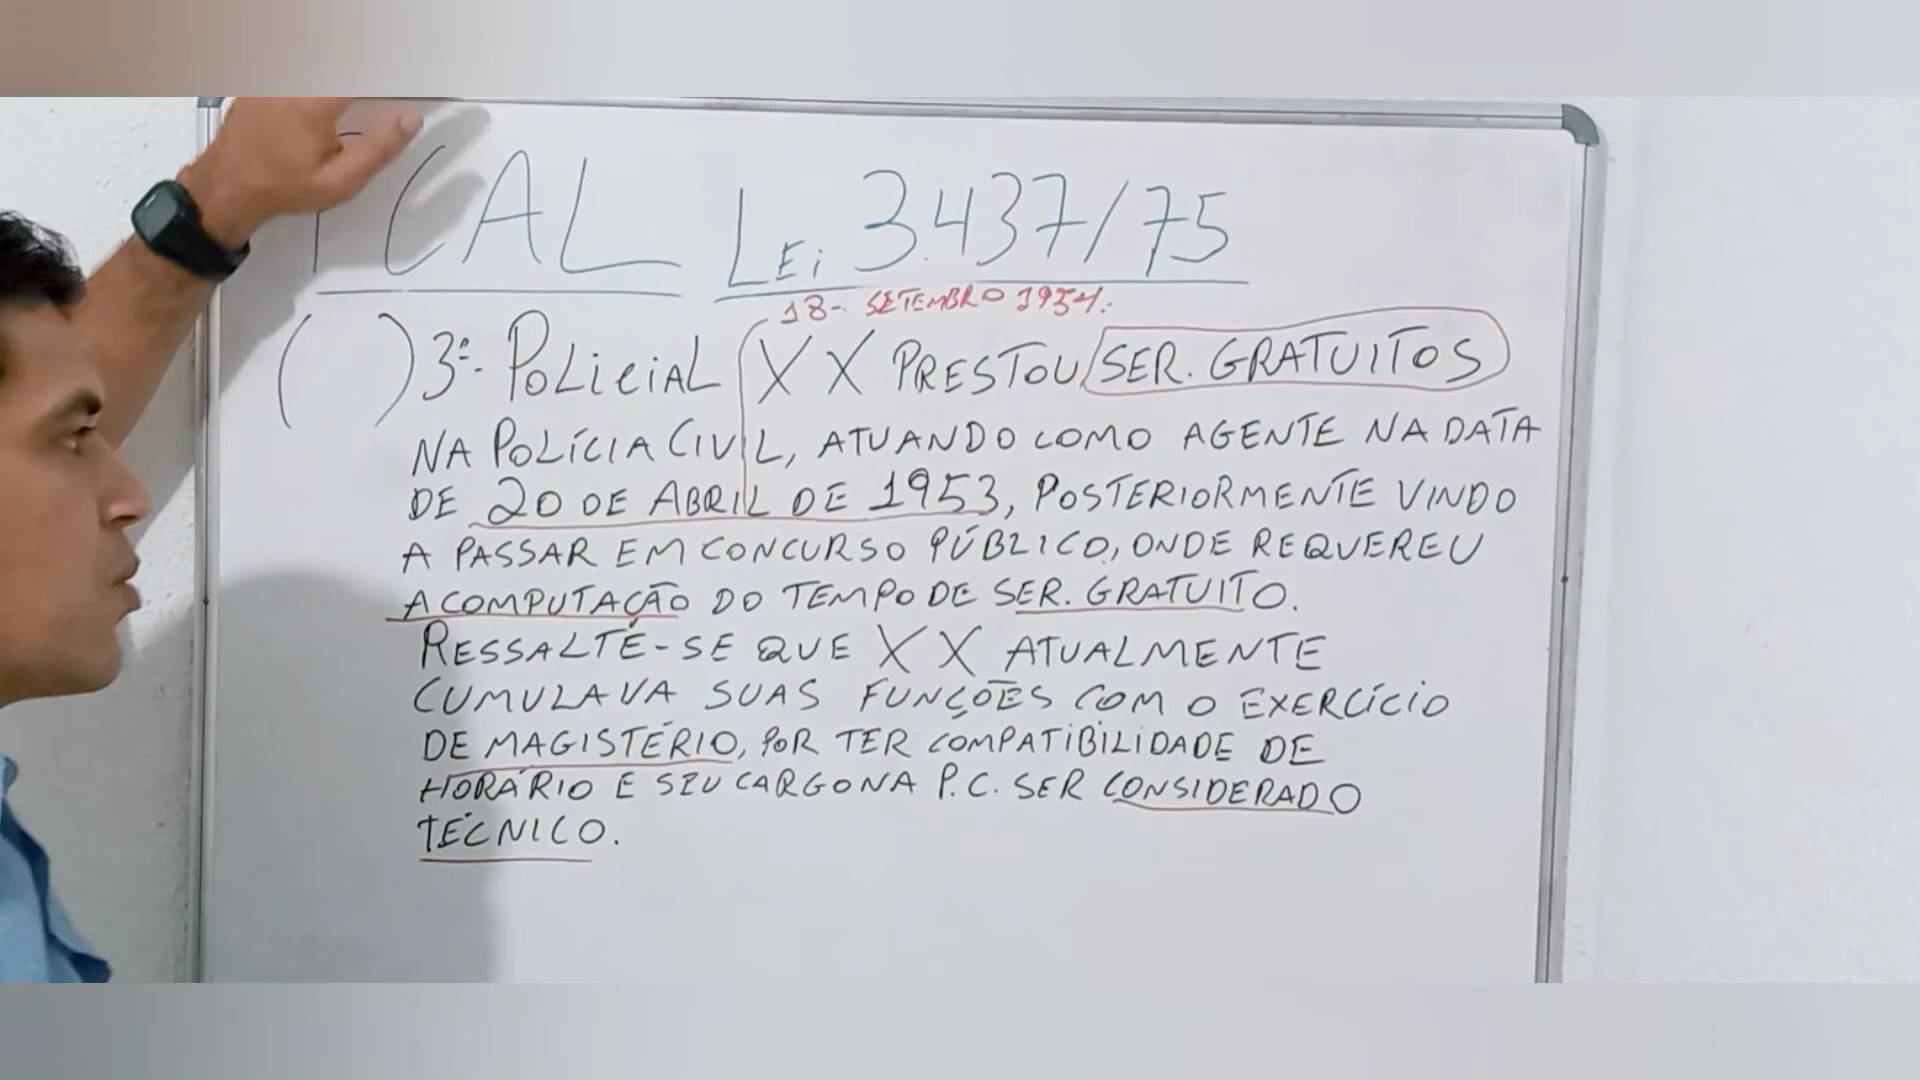 PCAL LEi 3.437/75
18- SETEMBRO 1954.
( ) 3º- POLICIAL XX PRESTOU SER. GRATUITOS
NA POLÍCIA CIVIL, ATUANDO COMO AGENTE NA DATA
DE 20 DE ABRIL DE 1953, POSTERIORMENTE VINDO
A PASSAR EM CONCURSO PÚBLICO, ONDE REQUEREU
A COMPUTAÇÃO DO TEMPO DE SER. GRATUITO.
RESSALTE-SE QUE XX ATUALMENTE
CUMULAVA SUAS FUNÇÕES COM O EXERCÍCIO
DE MAGISTÉRIO, POR TER COMPATIBILIDADE DE
HORÁRIO E SEU CARGO NA P.C. SER CONSIDERADO
TÉCNICO.